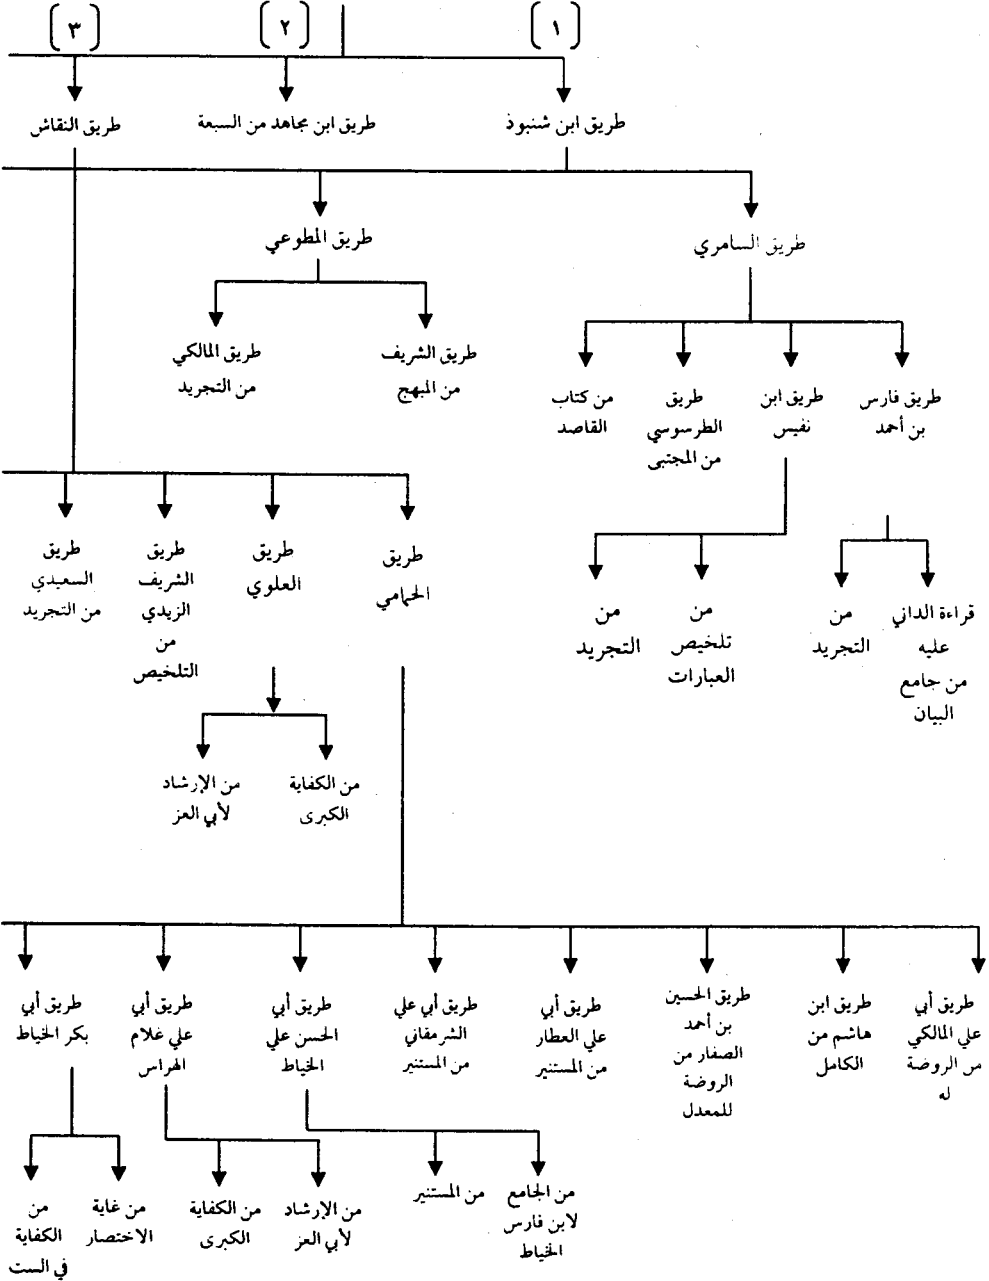 [١]
[٢]
[٣]
طريق ابن شنبوذ
طريق ابن مجاهد من السبعة
طريق النقاش
طريق السامري
طريق المطوعي
طريق الشريف
من المبهج
طريق المالكي
من التجريد
طريق فارس
بن أحمد
طريق ابن
نفيس
طريق
الطرسوسي
من المجتبى
من كتاب
القاصد
قراءة الداني
عليه
من جامع
البيان
من
التجريد
من
تلخيص
العبارات
من
التجريد
طريق
الحمامي
طريق
العلوي
طريق
الشريف
الزيدي
من
التلخيص
طريق
السعيدي
من التجريد
من الكفاية
الكبرى
من الإرشاد
لأبي العز
طريق أبي
علي المالكي
من الروضة
له
طريق ابن
هاشم من
الكامل
طريق الحسين
بن أحمد
الصفار من
الروضة
للمعدل
طريق أبي
علي العطار
من المستنير
طريق أبي علي
الشرمقاني
من المستنير
طريق أبي
الحسن علي
الخياط
طريق أبي
علي غلام
الهراس
طريق أبي
بكر الخياط
من الجامع
لابن فارس
الخياط
من المستنير
من الإرشاد
لأبي العز
من الكفاية
الكبرى
من غاية
الاختصار
من
الكفاية
في الست